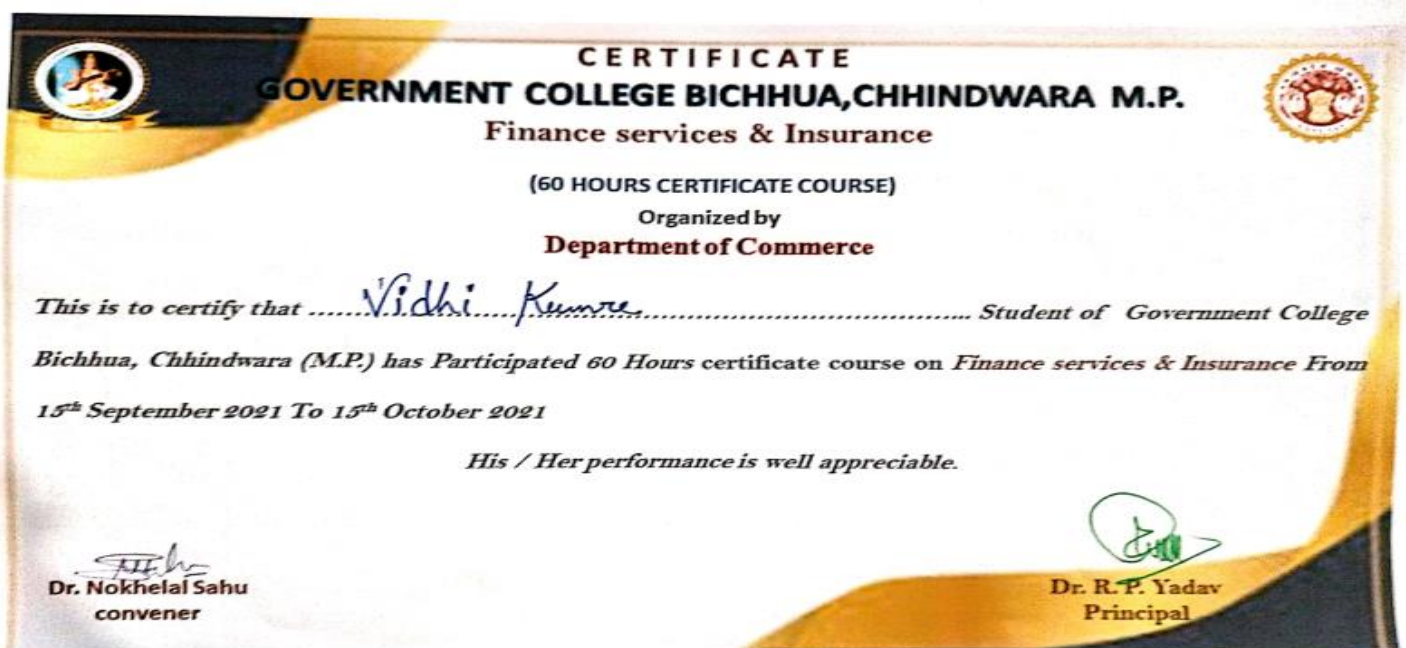 CERTIFICATE
GOVERNMENT COLLEGE BICHHUA,CHHINDWARA M.P.
Finance services & Insurance
(60 HOURS CERTIFICATE COURSE)
Organized by
Department of Commerce
This is to certify that ......Vidhi Kumre................................. Student of Government College
Bichhua, Chhindwara (M.P.) has Participated 60 Hours certificate course on Finance services & Insurance From
15th September 2021 To 15th October 2021
His / Her performance is well appreciable.
Dr. Nokhelal Sahu
convener
Dr. R. P. Yadav
Principal